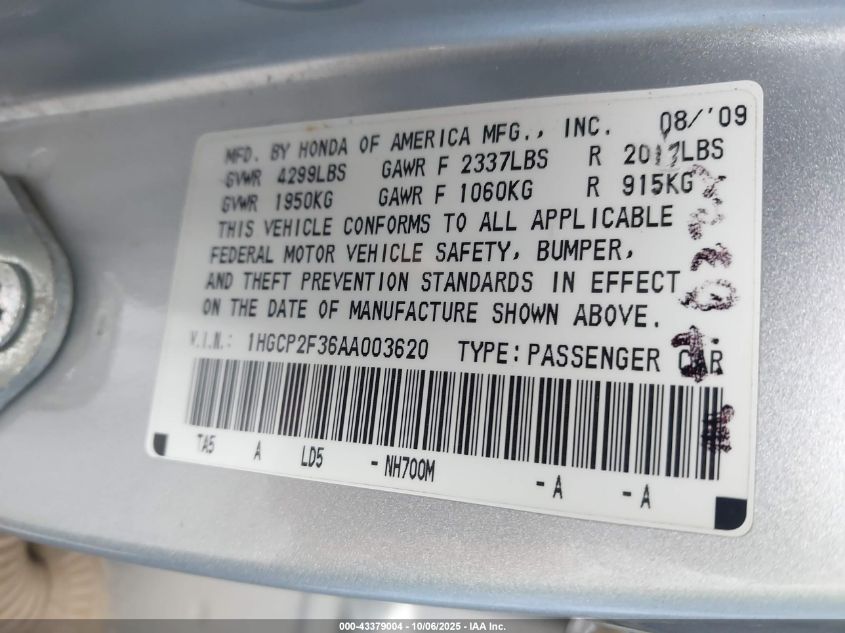 MFD. BY HONDA OF AMERICA MFG., INC. 08/'09
GVWR 4299LBS GAWR F 2337LBS R 2017LBS
GVWR 1950KG GAWR F 1060KG R 915KG
THIS VEHICLE CONFORMS TO ALL APPLICABLE
FEDERAL MOTOR VEHICLE SAFETY, BUMPER,
AND THEFT PREVENTION STANDARDS IN EFFECT
ON THE DATE OF MANUFACTURE SHOWN ABOVE.
V.I.N.: 1HGCP2F36AA003620 TYPE:PASSENGER CAR
TA5 A LD5 -NH700M -A -A
000-43379004 - 10/06/2025 - IAA Inc.